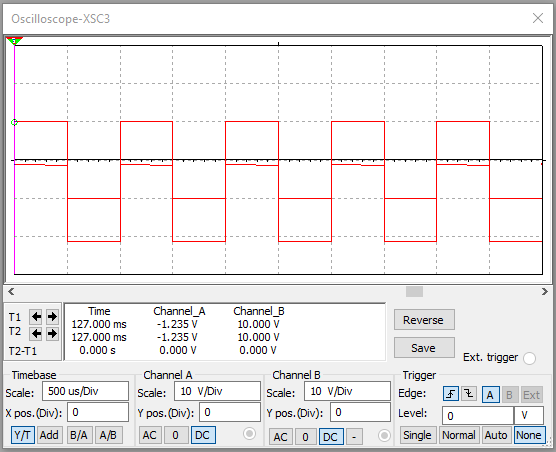 Oscilloscope-XSC3
T1
T2
T2-T1
Time Channel_A Channel_B
127.000 ms -1.235 V 10.000 V
127.000 ms -1.235 V 10.000 V
0.000 s 0.000 V 0.000 V
Reverse
Save
Ext. trigger
Timebase
Scale: 500 us/Div
X pos.(Div): 0
Y/T Add B/A A/B
Channel A
Scale: 10 V/Div
Y pos.(Div): 0
AC 0 DC
Channel B
Scale: 10 V/Div
Y pos.(Div): 0
AC 0 DC -
Trigger
Edge: A B Ext
Level: 0 V
Single Normal Auto None